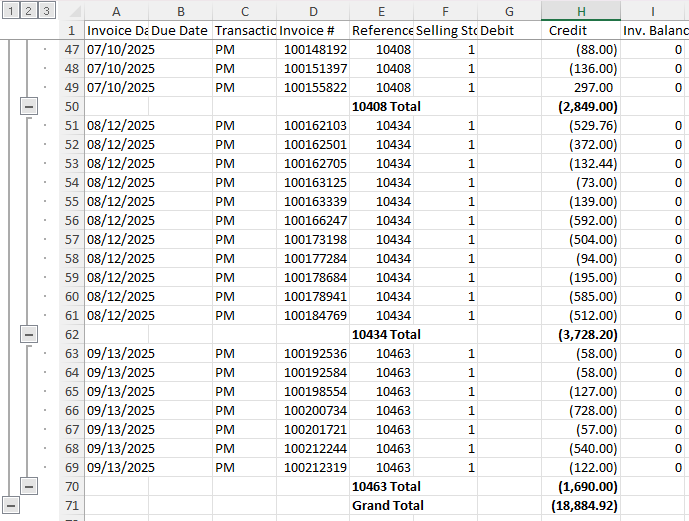 1 2 3 A B C D E F G H I
1 Invoice Da Due Date Transactio Invoice # Reference Selling Sto Debit Credit Inv. Balanc
47 07/10/2025 PM 100148192 10408 1 (88.00) 0
48 07/10/2025 PM 100151397 10408 1 (136.00) 0
49 07/10/2025 PM 100155822 10408 1 297.00 0
50 10408 Total (2,849.00)
51 08/12/2025 PM 100162103 10434 1 (529.76) 0
52 08/12/2025 PM 100162501 10434 1 (372.00) 0
53 08/12/2025 PM 100162705 10434 1 (132.44) 0
54 08/12/2025 PM 100163125 10434 1 (73.00) 0
55 08/12/2025 PM 100163339 10434 1 (139.00) 0
56 08/12/2025 PM 100166247 10434 1 (592.00) 0
57 08/12/2025 PM 100173198 10434 1 (504.00) 0
58 08/12/2025 PM 100177284 10434 1 (94.00) 0
59 08/12/2025 PM 100178684 10434 1 (195.00) 0
60 08/12/2025 PM 100178941 10434 1 (585.00) 0
61 08/12/2025 PM 100184769 10434 1 (512.00) 0
62 10434 Total (3,728.20)
63 09/13/2025 PM 100192536 10463 1 (58.00) 0
64 09/13/2025 PM 100192584 10463 1 (58.00) 0
65 09/13/2025 PM 100198554 10463 1 (127.00) 0
66 09/13/2025 PM 100200734 10463 1 (728.00) 0
67 09/13/2025 PM 100201721 10463 1 (57.00) 0
68 09/13/2025 PM 100212244 10463 1 (540.00) 0
69 09/13/2025 PM 100212319 10463 1 (122.00) 0
70 10463 Total (1,690.00)
71 Grand Total (18,884.92)